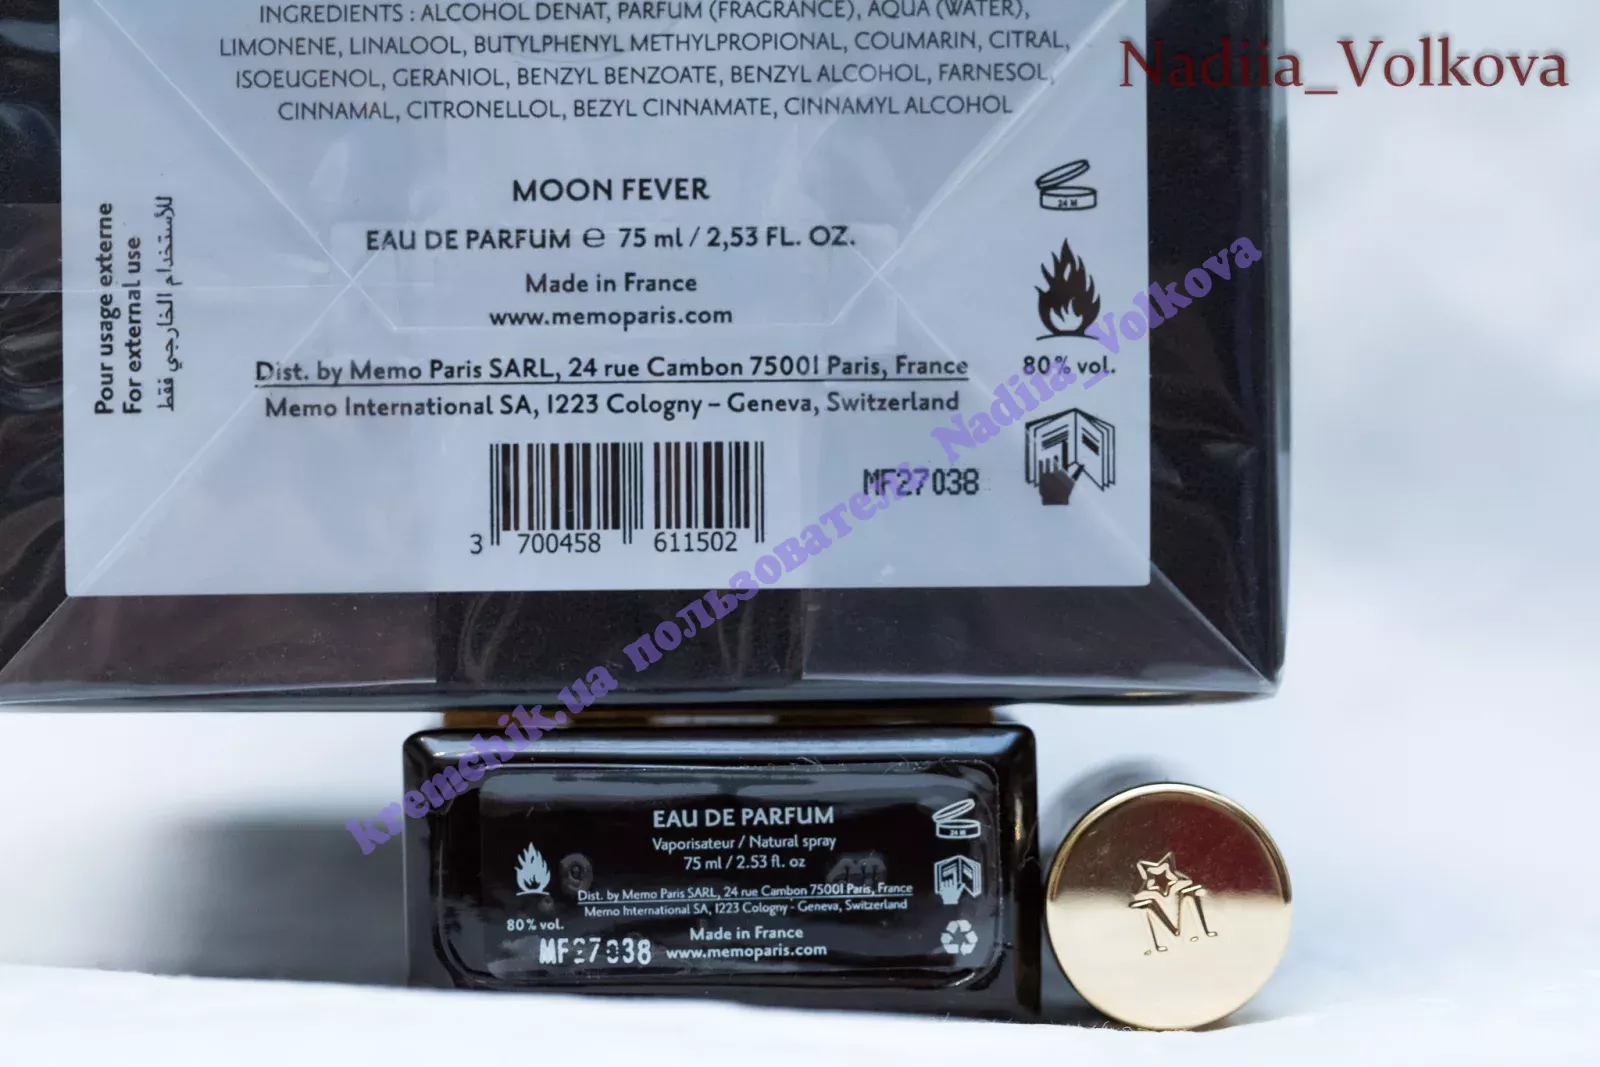 INGREDIENTS : ALCOHOL DENAT, PARFUM (FRAGRANCE), AQUA (WATER),
LIMONENE, LINALOOL, BUTYLPHENYL METHYLPROPIONAL, COUMARIN, CITRAL,
ISOEUGENOL, GERANIOL, BENZYL BENZOATE, BENZYL ALCOHOL, FARNESOL,
CINNAMAL, CITRONELLOL, BEZYL CINNAMATE, CINNAMYL ALCOHOL
Nadiia_Volkova
MOON FEVER
EAU DE PARFUM ℮ 75 ml / 2,53 FL. OZ.
Made in France
www.memoparis.com
Dist. by Memo Paris SARL, 24 rue Cambon 75001 Paris, France
Memo International SA, 1223 Cologny – Geneva, Switzerland
Pour usage externe
For external use
للأستخدام الخارجي فقط
24 M
80% vol.
MF27038
3 700458 611502
kremchik.ua пользователь Nadiia_Volkova
EAU DE PARFUM
Vaporisateur / Natural spray
75 ml / 2.53 fl. oz
Dist. by Memo Paris SARL, 24 rue Cambon 75001 Paris, France
Memo International SA, 1223 Cologny - Geneva, Switzerland
80% vol.
Made in France
MF27038
www.memoparis.com
24 M
M